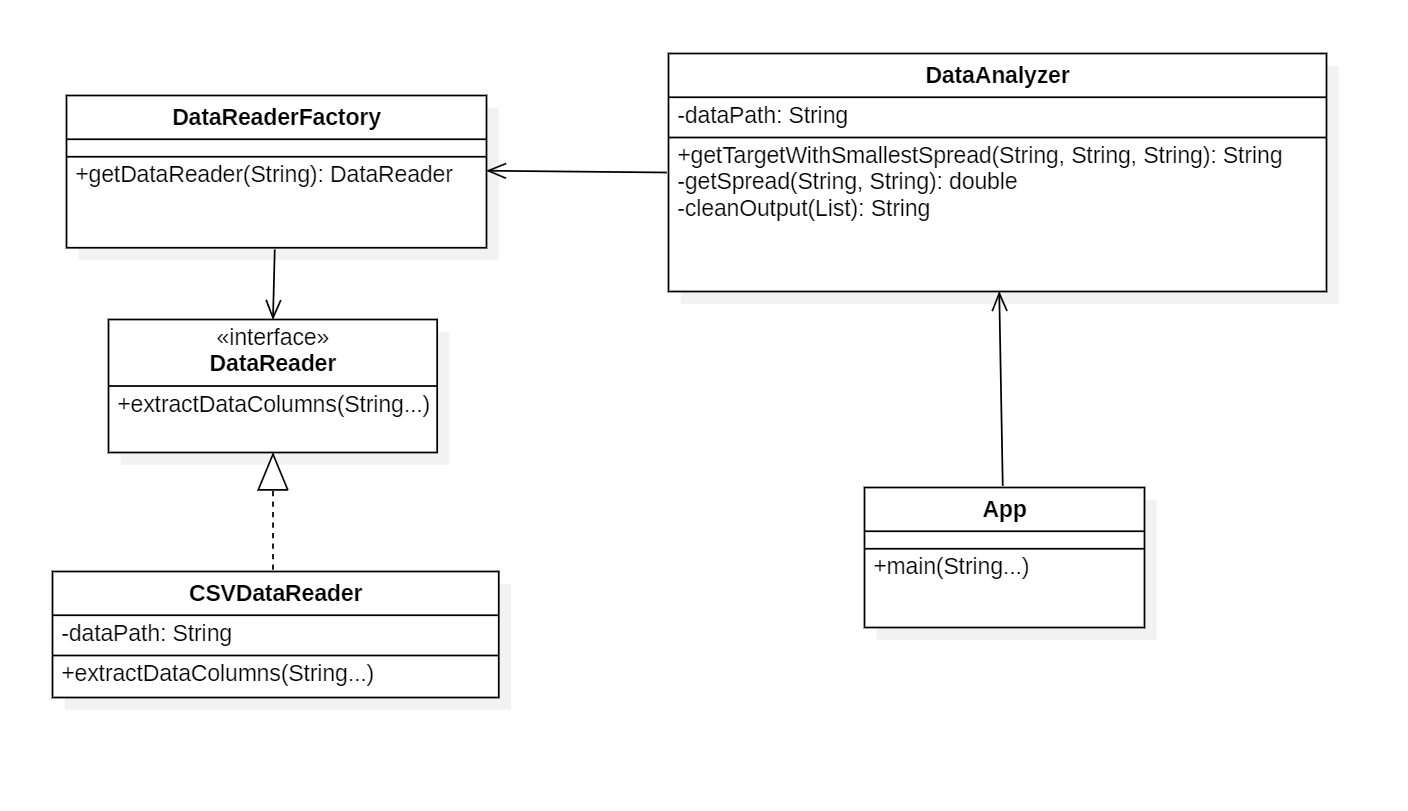 DataReaderFactory
+getDataReader(String): DataReader
«interface»
DataReader
+extractDataColumns(String...)
CSVDataReader
-dataPath: String
+extractDataColumns(String...)
DataAnalyzer
-dataPath: String
+getTargetWithSmallestSpread(String, String, String): String
-getSpread(String, String): double
-cleanOutput(List): String
App
+main(String...)